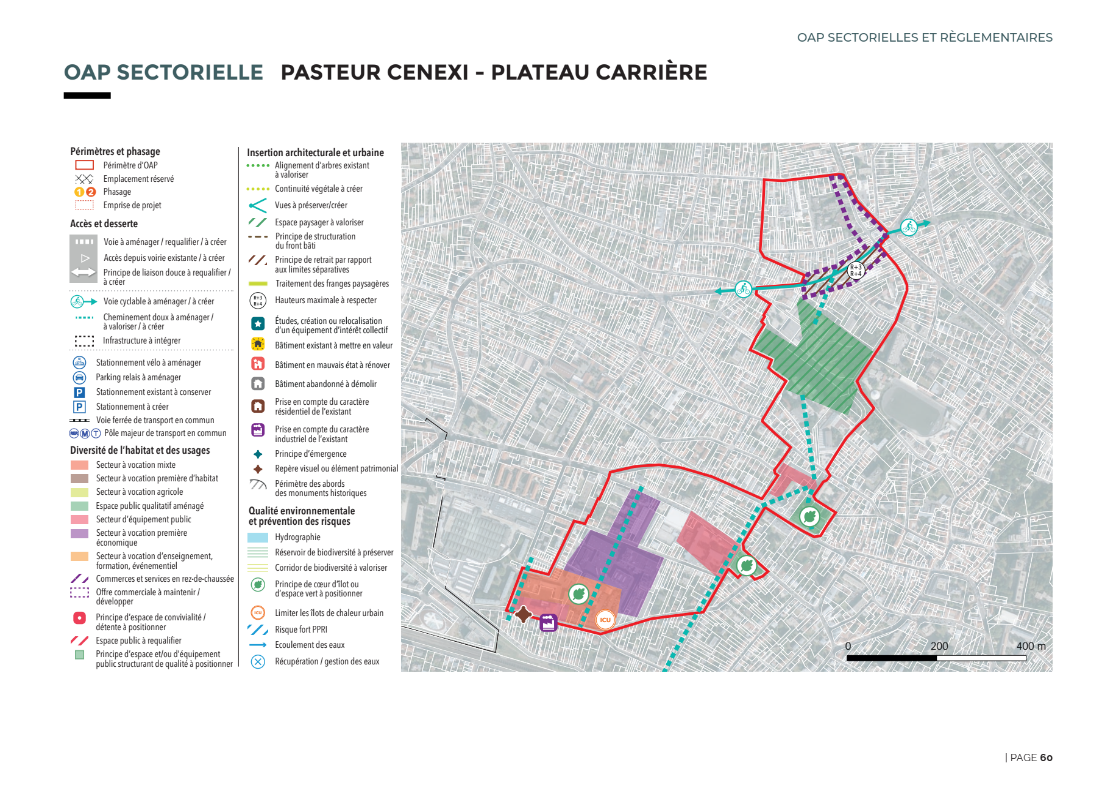 OAP SECTORIELLES ET RÈGLEMENTAIRES
OAP SECTORIELLE PASTEUR CENEXI - PLATEAU CARRIÈRE
Périmètres et phasage
Périmètre d'OAP
Emplacement réservé
1 2 Phasage
Emprise de projet
Accès et desserte
Voie à aménager / requalifier / à créer
Accès depuis voirie existante / à créer
Principe de liaison douce à requalifier /
à créer
Voie cyclable à aménager / à créer
Cheminement doux à aménager /
à valoriser / à créer
Infrastructure à intégrer
Stationnement vélo à aménager
Parking relais à aménager
P Stationnement existant à conserver
P Stationnement à créer
Voie ferrée de transport en commun
M T Pôle majeur de transport en commun
Diversité de l'habitat et des usages
Secteur à vocation mixte
Secteur à vocation première d'habitat
Secteur à vocation agricole
Espace public qualitatif aménagé
Secteur d'équipement public
Secteur à vocation première
économique
Secteur à vocation d'enseignement,
formation, événementiel
Commerces et services en rez-de-chaussée
Offre commerciale à maintenir /
développer
Principe d'espace de convivialité /
détente à positionner
Espace public à requalifier
Principe d'espace et/ou d'équipement
public structurant de qualité à positionner
Insertion architecturale et urbaine
Alignement d'arbres existant
à valoriser
Continuité végétale à créer
Vues à préserver/créer
Espace paysager à valoriser
Principe de structuration
du front bâti
Principe de retrait par rapport
aux limites séparatives
Traitement des franges paysagères
R+3
R+4
Hauteurs maximale à respecter
Études, création ou relocalisation
d'un équipement d'intérêt collectif
Bâtiment existant à mettre en valeur
Bâtiment en mauvais état à rénover
Bâtiment abandonné à démolir
Prise en compte du caractère
résidentiel de l'existant
Prise en compte du caractère
industriel de l'existant
Principe d'émergence
Repère visuel ou élément patrimonial
Périmètre des abords
des monuments historiques
Qualité environnementale
et prévention des risques
Hydrographie
Réservoir de biodiversité à préserver
Corridor de biodiversité à valoriser
Principe de cœur d'îlot ou
d'espace vert à positionner
ICU Limiter les îlots de chaleur urbain
Risque fort PPRI
Ecoulement des eaux
Récupération / gestion des eaux
R+3
R+4
ICU
0 200 400 m
| PAGE 60